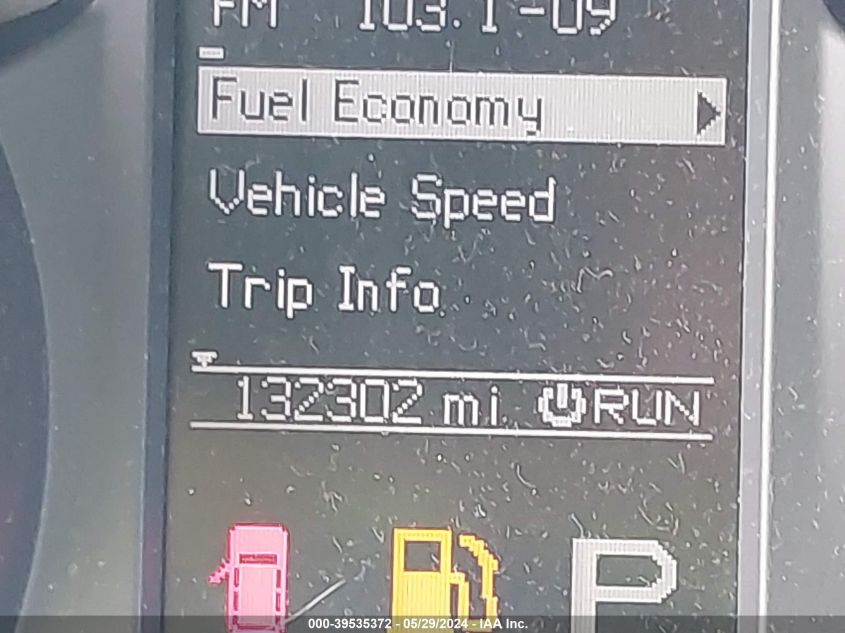 FM 103.1-09
Fuel Economy
Vehicle Speed
Trip Info
132302 mi RUN
P
000-39535372 - 05/29/2024 - IAA Inc.